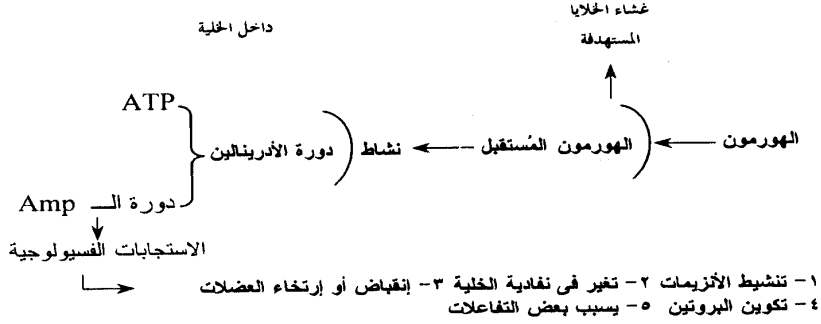 غشاء الخلايا
المستهدفة
داخل الخلية
الهورمون
الهورمون المُستقبل
نشاط
دورة الأدرينالين
ATP
دورة الـ Amp
الاستجابات الفسيولوجية
١- تنشيط الأنزيمات ٢- تغير فى نفادية الخلية ٣- إنقباض أو إرتخاء العضلات
٤- تكوين البروتين ٥- يسبب بعض التفاعلات